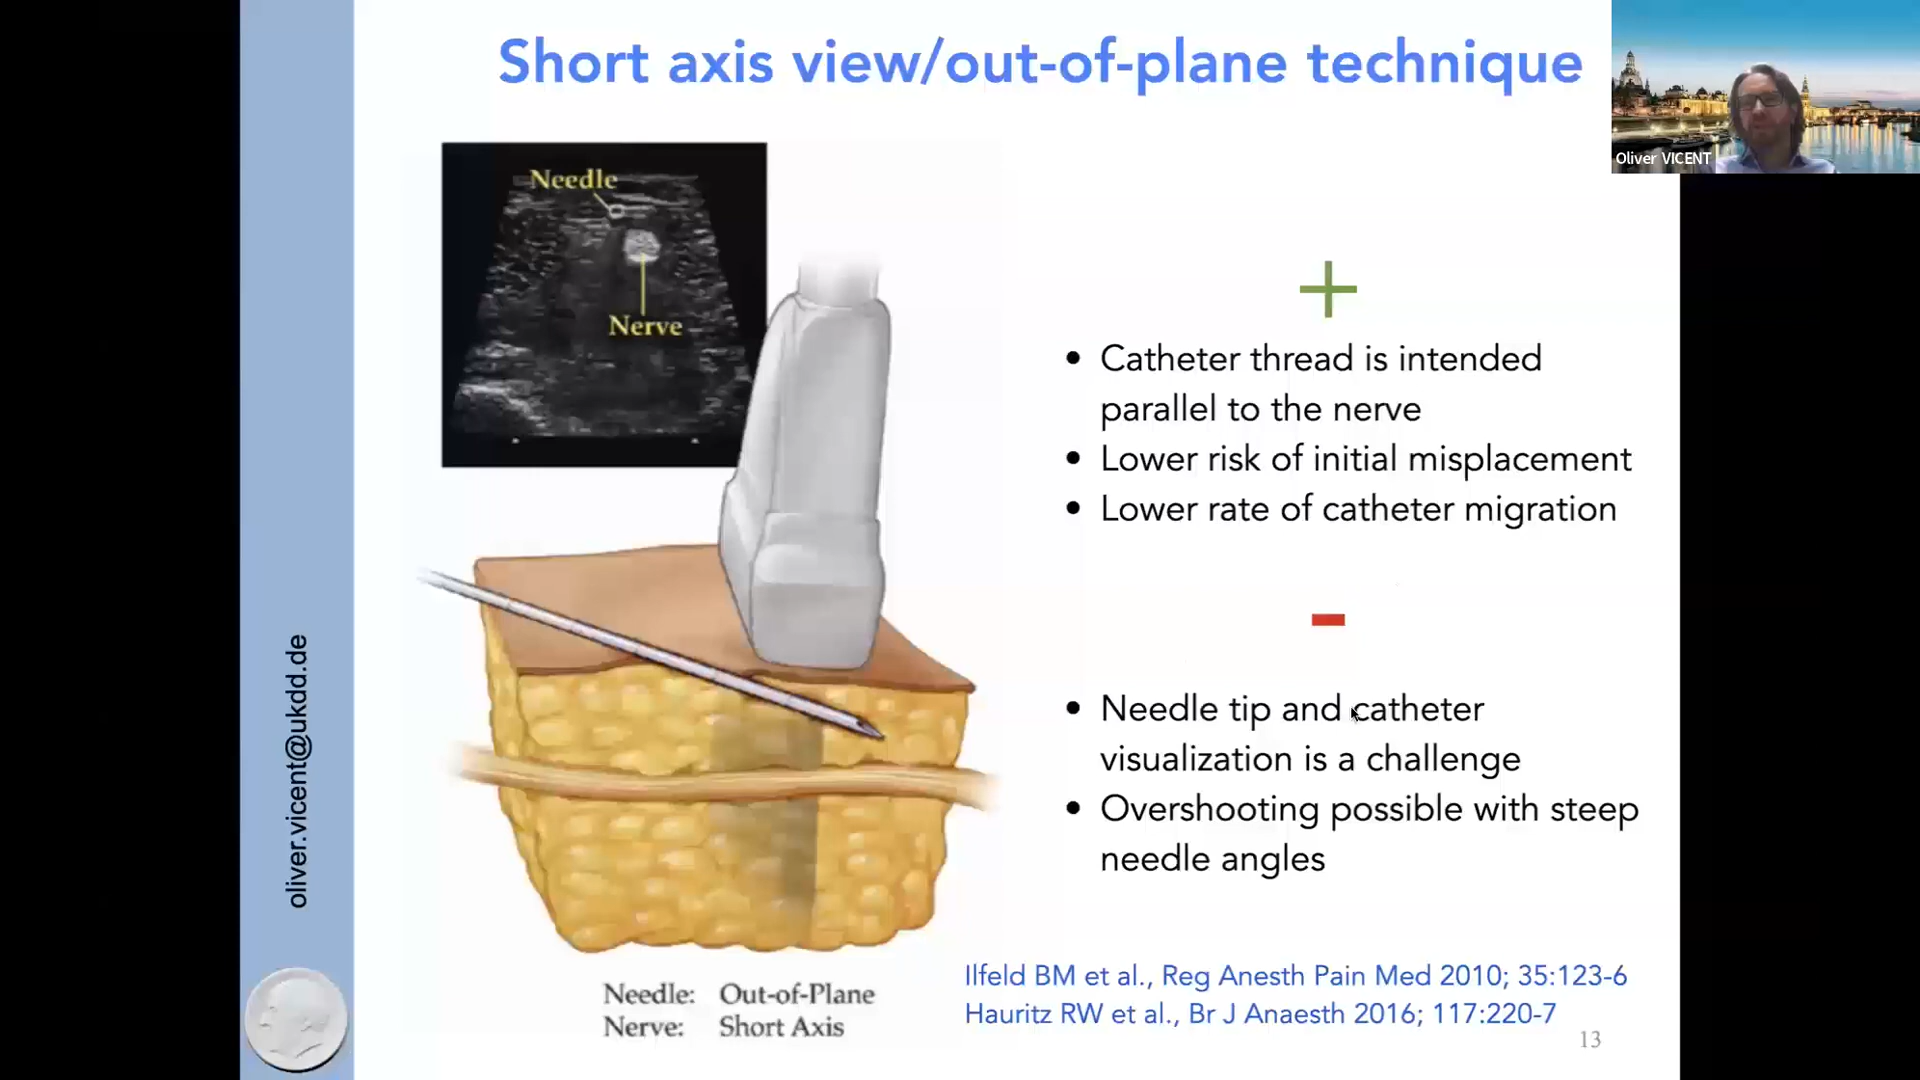 Short axis view/out-of-plane technique
Oliver VICENT
Needle
Nerve
• Catheter thread is intended
parallel to the nerve
• Lower risk of initial misplacement
• Lower rate of catheter migration
• Needle tip and catheter
visualization is a challenge
• Overshooting possible with steep
needle angles
oliver.vicent@ukdd.de
Needle: Out-of-Plane
Nerve: Short Axis
Ilfeld BM et al., Reg Anesth Pain Med 2010; 35:123-6
Hauritz RW et al., Br J Anaesth 2016; 117:220-7
13